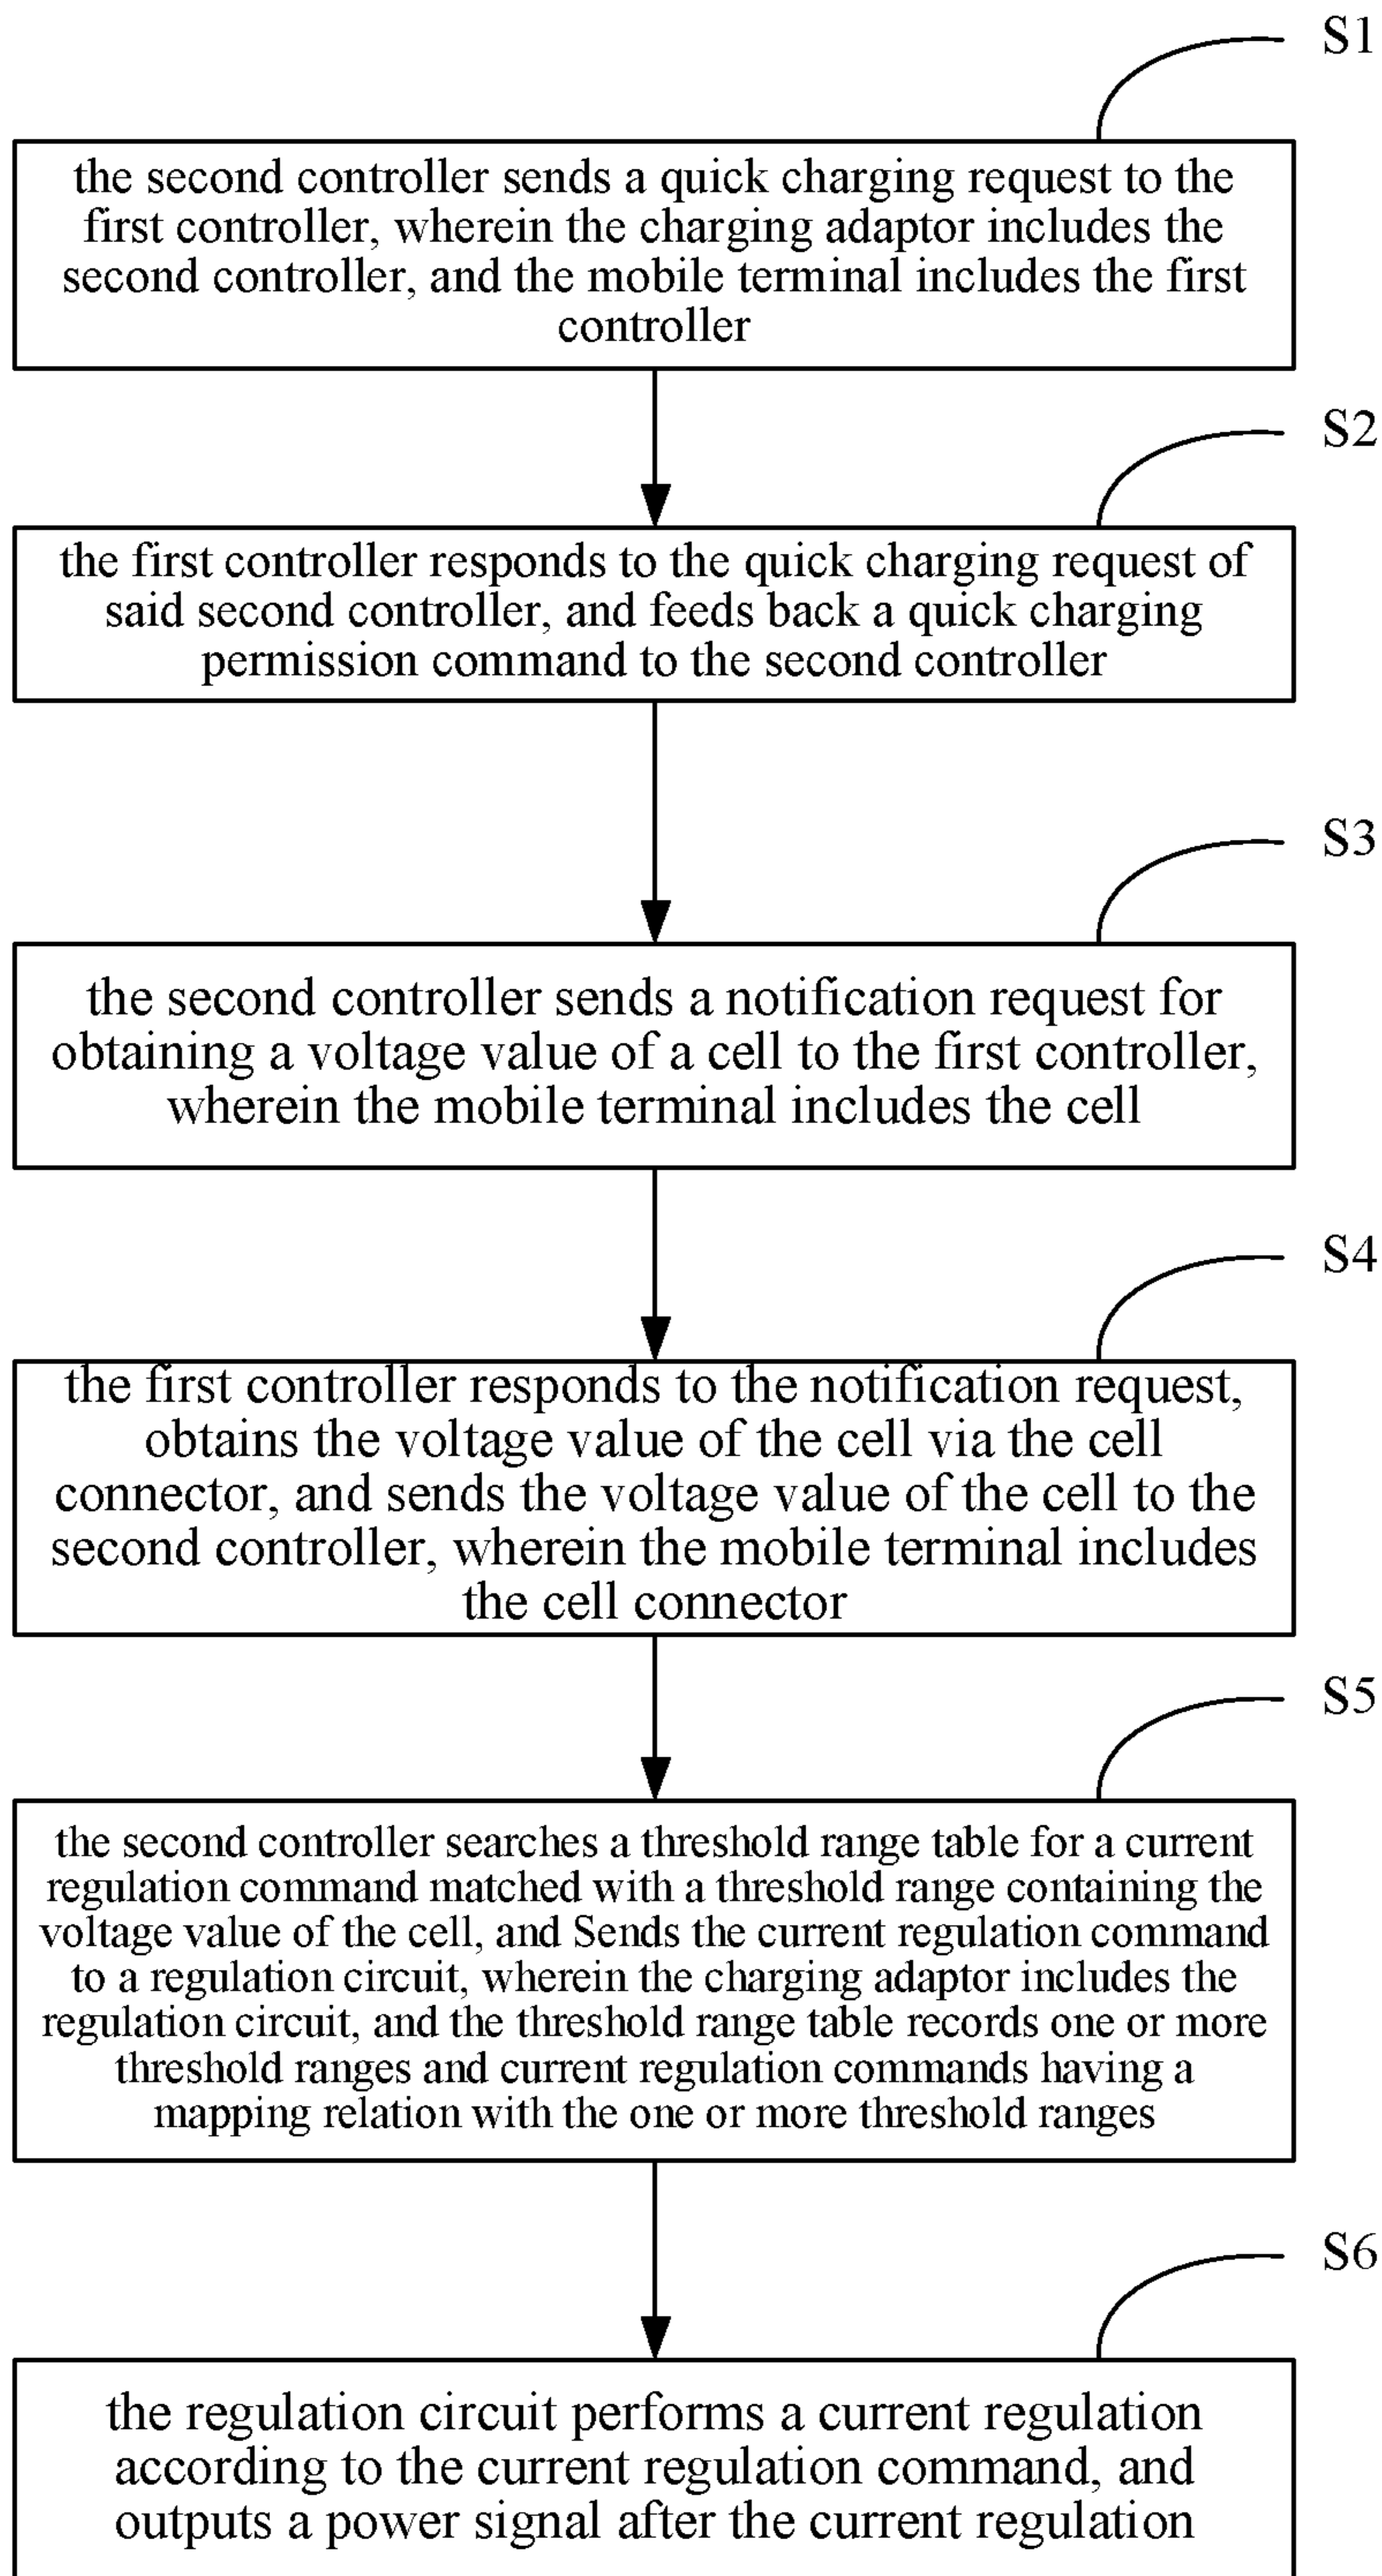 S1
the second controller sends a quick charging request to the
first controller, wherein the charging adaptor includes the
second controller, and the mobile terminal includes the first
controller
S2
the first controller responds to the quick charging request of
said second controller, and feeds back a quick charging
permission command to the second controller
S3
the second controller sends a notification request for
obtaining a voltage value of a cell to the first controller,
wherein the mobile terminal includes the cell
S4
the first controller responds to the notification request,
obtains the voltage value of the cell via the cell
connector, and sends the voltage value of the cell to the
second controller, wherein the mobile terminal includes
the cell connector
S5
the second controller searches a threshold range table for a current
regulation command matched with a threshold range containing the
voltage value of the cell, and Sends the current regulation command
to a regulation circuit, wherein the charging adaptor includes the
regulation circuit, and the threshold range table records one or more
threshold ranges and current regulation commands having a
mapping relation with the one or more threshold ranges
S6
the regulation circuit performs a current regulation
according to the current regulation command, and
outputs a power signal after the current regulation